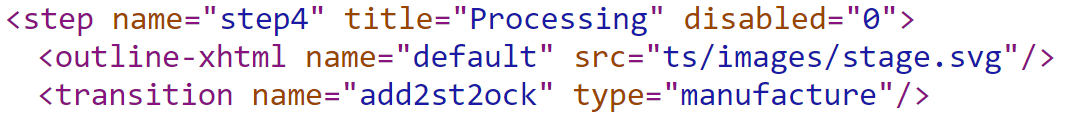 <step name="step4" title="Processing" disabled="0">
<outline-xhtml name="default" src="ts/images/stage.svg"/>
<transition name="add2st2ock" type="manufacture"/>